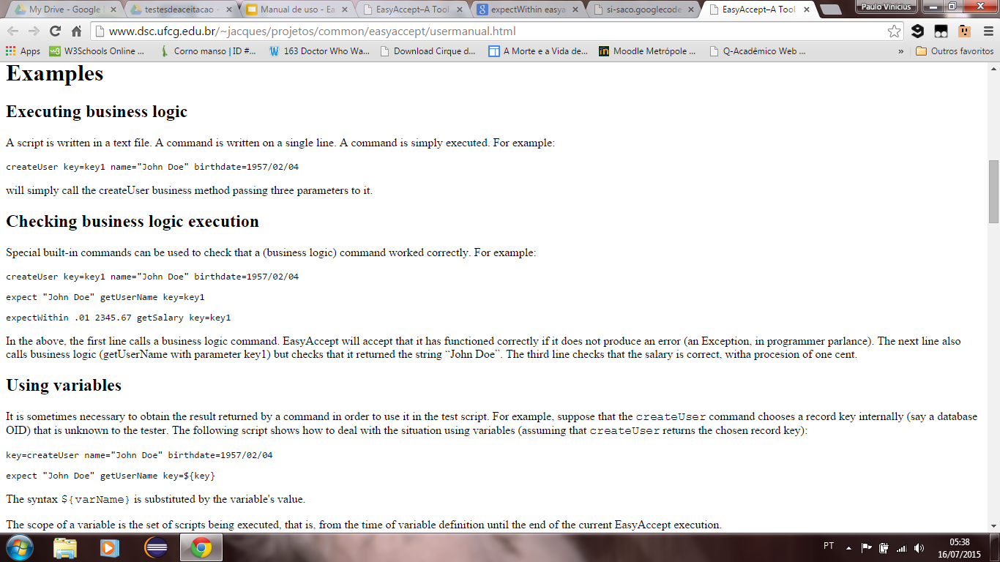 My Drive - Google
testesdeaceitacao -
Manual de uso - Ea
EasyAccept–A Tool
expectWithin easya
si-saco.googlecode
EasyAccept–A Tool
Paulo Vinicius
www.dsc.ufcg.edu.br/~jacques/projetos/common/easyaccept/usermanual.html
Apps
W3Schools Online ...
Corno manso | ID #...
163 Doctor Who Wa...
Download Cirque d...
A Morte e a Vida de...
Moodle Metrópole ...
Q-Acadêmico Web ...
»
Outros favoritos
Examples
Executing business logic
A script is written in a text file. A command is written on a single line. A command is simply executed. For example:
createUser key=key1 name="John Doe" birthdate=1957/02/04
will simply call the createUser business method passing three parameters to it.
Checking business logic execution
Special built-in commands can be used to check that a (business logic) command worked correctly. For example:
createUser key=key1 name="John Doe" birthdate=1957/02/04
expect "John Doe" getUserName key=key1
expectWithin .01 2345.67 getSalary key=key1
In the above, the first line calls a business logic command. EasyAccept will accept that it has functioned correctly if it does not produce an error (an Exception, in programmer parlance). The next line also
calls business logic (getUserName with parameter key1) but checks that it returned the string “John Doe”. The third line checks that the salary is correct, witha procesion of one cent.
Using variables
It is sometimes necessary to obtain the result returned by a command in order to use it in the test script. For example, suppose that the createUser command chooses a record key internally (say a database
OID) that is unknown to the tester. The following script shows how to deal with the situation using variables (assuming that createUser returns the chosen record key):
key=createUser name="John Doe" birthdate=1957/02/04
expect "John Doe" getUserName key=${key}
The syntax ${varName} is substituted by the variable's value.
The scope of a variable is the set of scripts being executed, that is, from the time of variable definition until the end of the current EasyAccept execution.
PT
05:38
16/07/2015